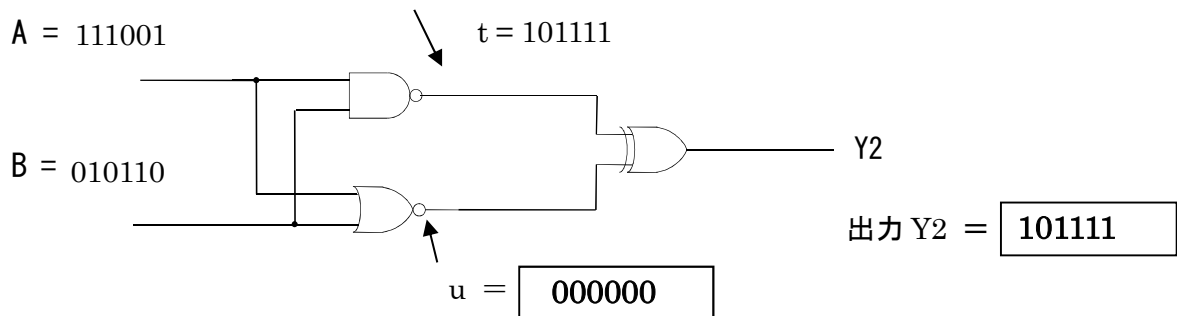 A = 111001
t = 101111
Y2
B = 010110
出力 Y2 = 101111
u = 000000